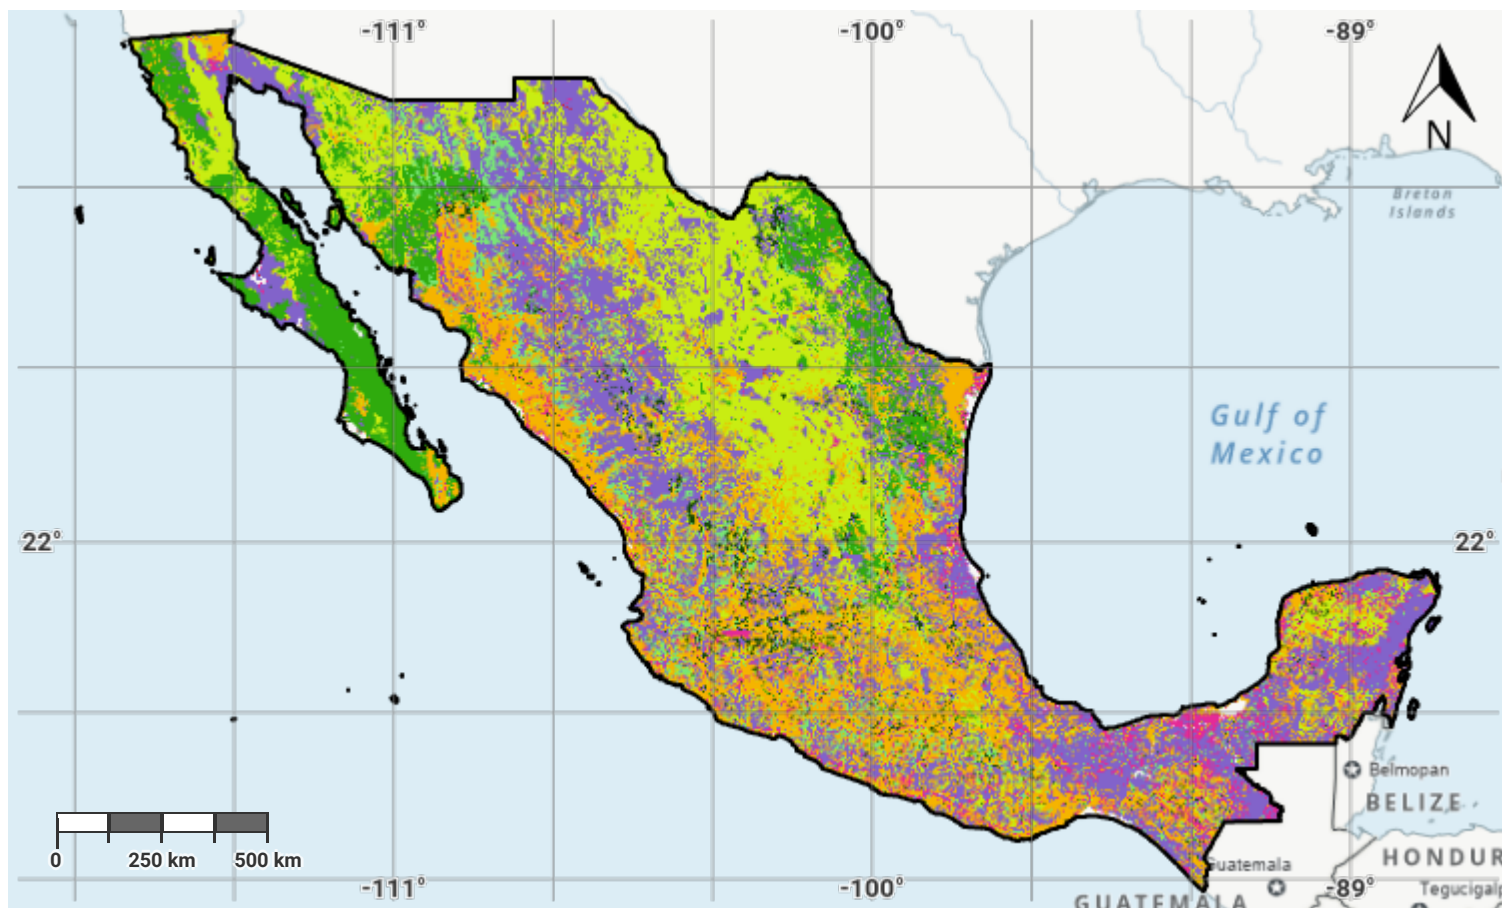 -111°
-100°
-89°
N
Breton
Islands
Gulf of
Mexico
22°
22°
Belmopan
BELIZE
0
250 km
500 km
Guatemala
HONDUR
-111°
-100°
-89°
Tegucigalp
GUATEMALA